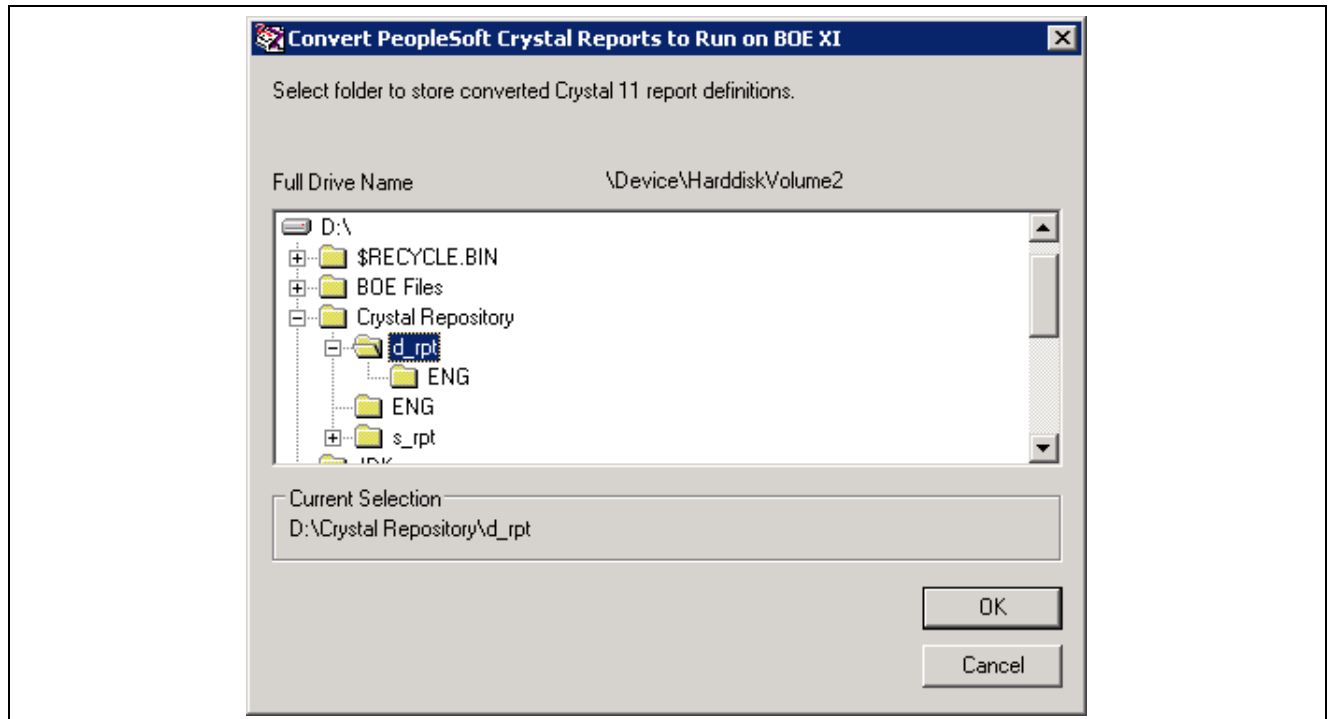 Convert PeopleSoft Crystal Reports to Run on BOE XI
Select folder to store converted Crystal 11 report definitions.
Full Drive Name \Device\HarddiskVolume2
D:\
$RECYCLE.BIN
BOE Files
Crystal Repository
d_rpt
ENG
ENG
s_rpt
Current Selection
D:\Crystal Repository\d_rpt
OK
Cancel